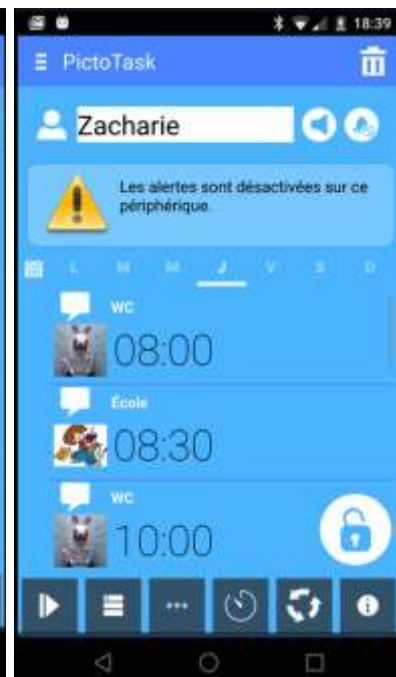 18:39
PictoTask
Zacharie
Les alertes sont désactivées sur ce
périphérique.
L M M J V S D
WC
08:00
École
08:30
WC
10:00